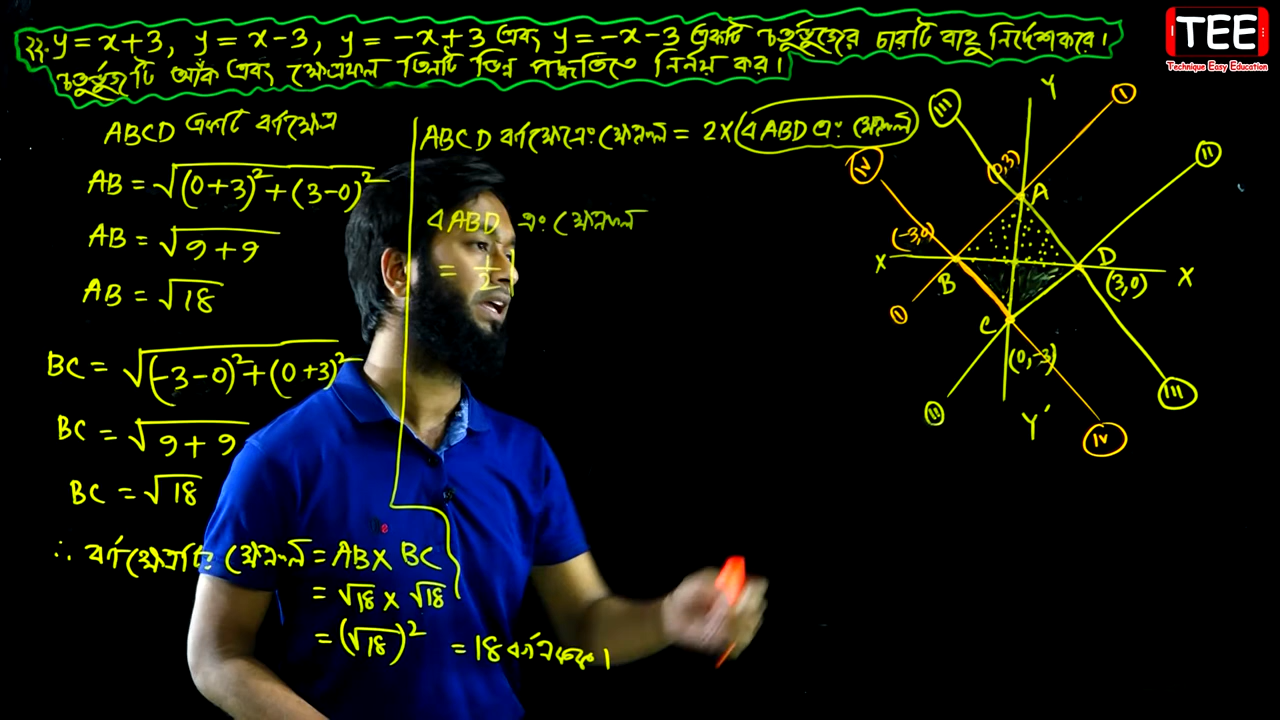 ২২. y = x+3, y = x-3, y = -x+3 এবং y = -x-3 একটি চতুর্ভুজের চারটি বাহু নির্দেশ করে।
চতুর্ভুজটি আঁক এবং ক্ষেত্রফল তিনটি ভিন্ন পদ্ধতিতে নির্ণয় কর।
TEE
Technique Easy Education
ABCD একটি বর্গক্ষেত্র
AB = √(0+3)²+(3-0)²
AB = √9+9
AB = √18
BC = √(-3-0)²+(0+3)²
BC = √9+9
BC = √18
∴ বর্গক্ষেত্রটির ক্ষেত্রফল = AB X BC
= √18 x √18
= (√18)² = 18 বর্গএকক।
ABCD বর্গক্ষেত্রের ক্ষেত্রফল = 2X(∆ABD এর ক্ষেত্রফল)
∆ABD এর ক্ষেত্রফল
= 1/2
Y
I
III
II
IV
(0,3)
A
(-3,0)
X
B
D
X
(3,0)
I
C
(0,-3)
II
III
Y′
IV